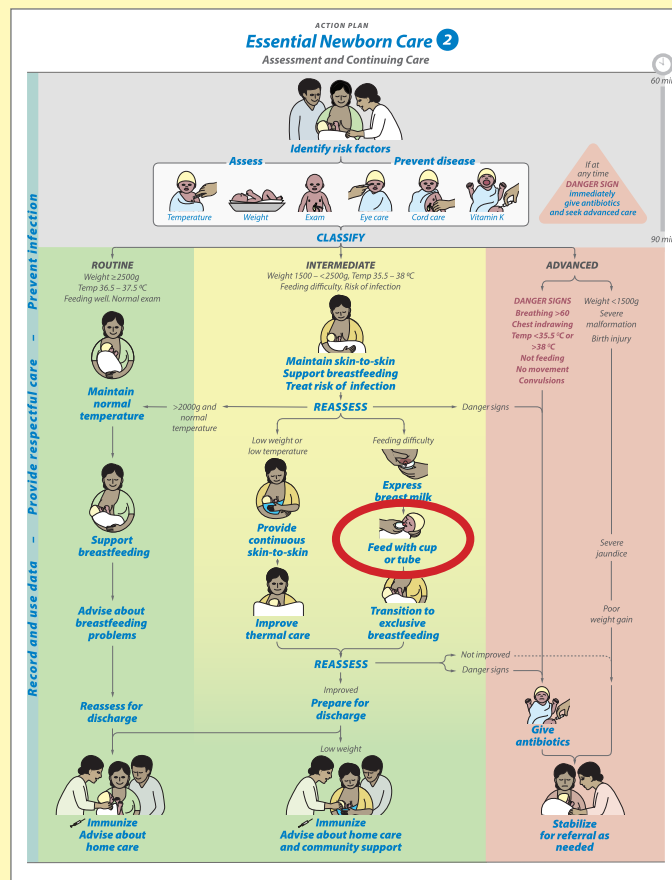 ACTION PLAN
Essential Newborn Care 2
Assessment and Continuing Care
60 min
Identify risk factors
Assess
Prevent disease
Temperature
Weight
Exam
Eye care
Cord care
Vitamin K
If at
any time
DANGER SIGN
immediately
give antibiotics
and seek advanced care
CLASSIFY
90 min
Prevent infection – Provide respectful care – Record and use data
ROUTINE
Weight ≥2500g
Temp 36.5 – 37.5 ºC
Feeding well. Normal exam
Maintain
normal
temperature
Support
breastfeeding
Advise about
breastfeeding
problems
Reassess for
discharge
Immunize
Advise about
home care
INTERMEDIATE
Weight 1500 – <2500g, Temp 35.5 – 38 ºC
Feeding difficulty. Risk of infection
Maintain skin-to-skin
Support breastfeeding
Treat risk of infection
REASSESS
>2000g and
normal
temperature
Danger signs
Low weight or
low temperature
Provide
continuous
skin-to-skin
Improve
thermal care
Feeding difficulty
Express
breast milk
Feed with cup
or tube
Transition to
exclusive
breastfeeding
REASSESS
Not improved
Danger signs
Improved
Prepare for
discharge
Low weight
Immunize
Advise about home care
and community support
ADVANCED
DANGER SIGNS
Breathing >60
Chest indrawing
Temp <35.5 ºC or
>38 ºC
Not feeding
No movement
Convulsions
Weight <1500g
Severe
malformation
Birth injury
Severe
jaundice
Poor
weight gain
Give
antibiotics
Stabilize
for referral as
needed